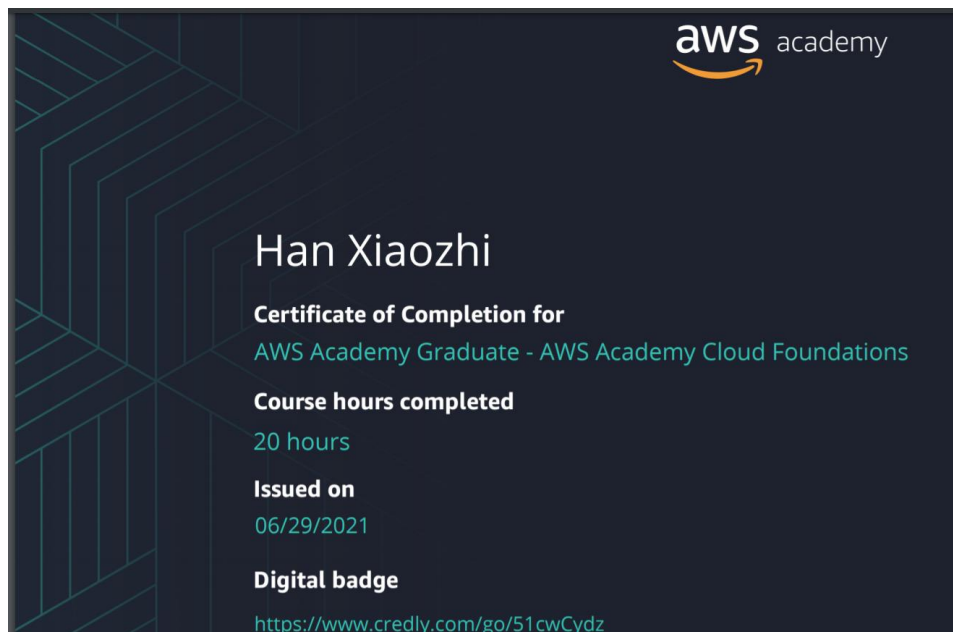 aws academy
Han Xiaozhi
Certificate of Completion for
AWS Academy Graduate - AWS Academy Cloud Foundations
Course hours completed
20 hours
Issued on
06/29/2021
Digital badge
https://www.credly.com/go/51cwCydz